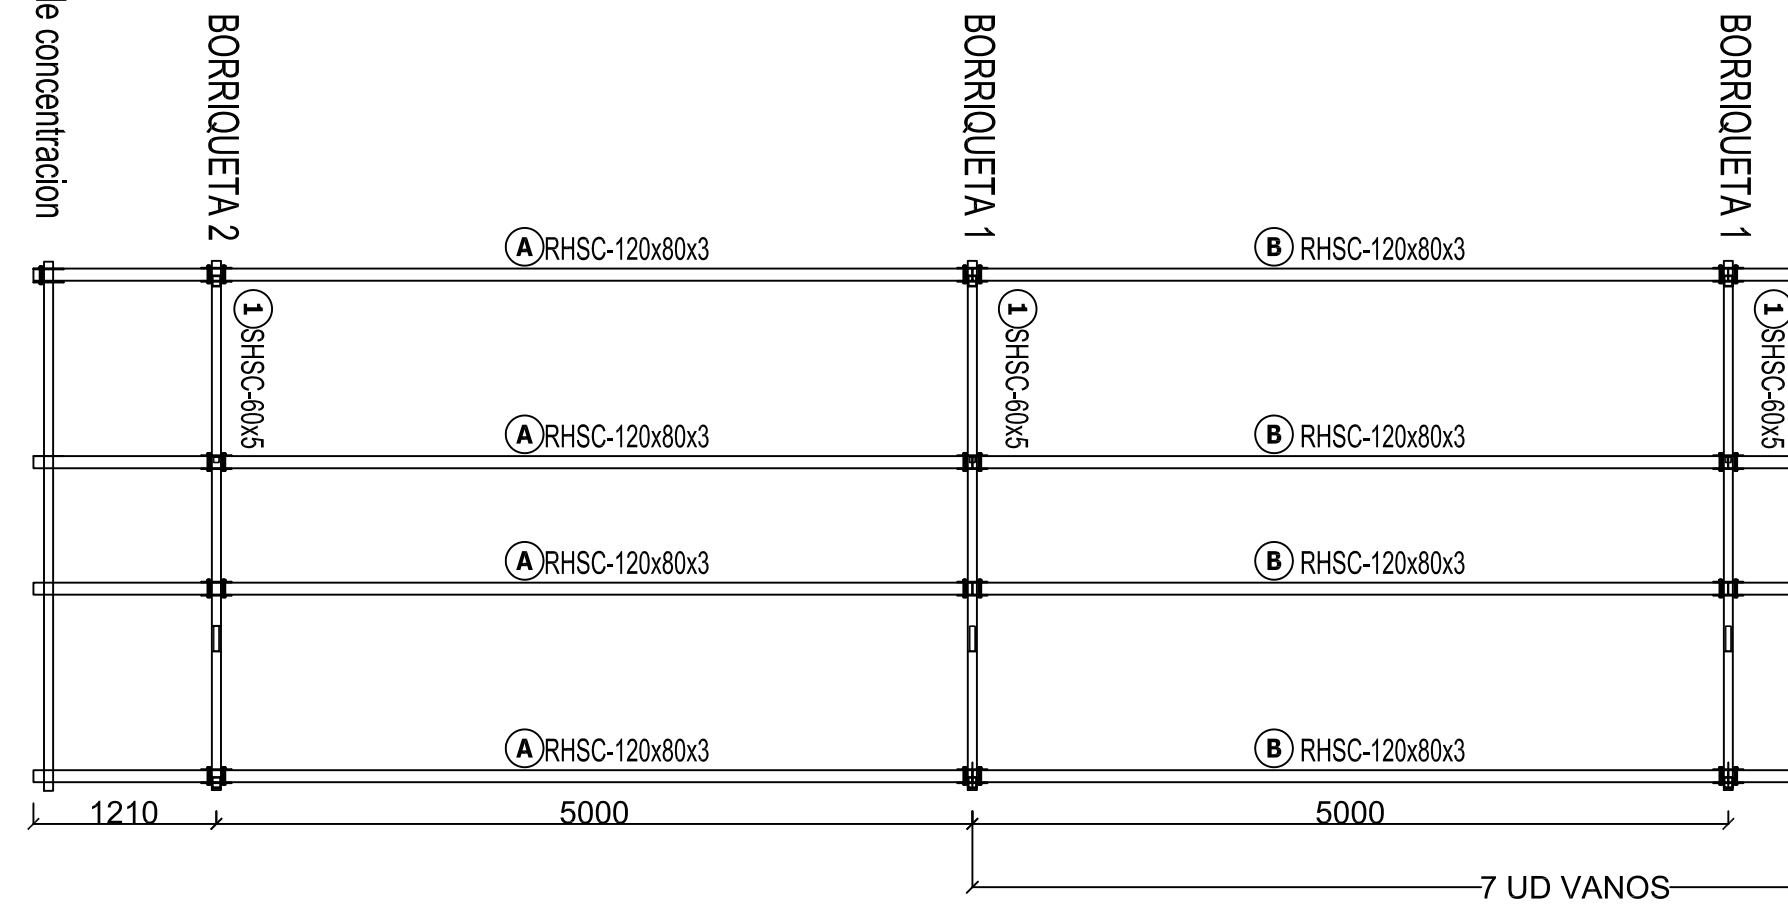 de concentracion
BORRIQUETA 2
BORRIQUETA 1
BORRIQUETA 1
A RHSC-120x80x3
B RHSC-120x80x3
1 SHSC-60x5
1 SHSC-60x5
1 SHSC-60x5
A RHSC-120x80x3
B RHSC-120x80x3
A RHSC-120x80x3
B RHSC-120x80x3
A RHSC-120x80x3
B RHSC-120x80x3
1210
5000
5000
7 UD VANOS